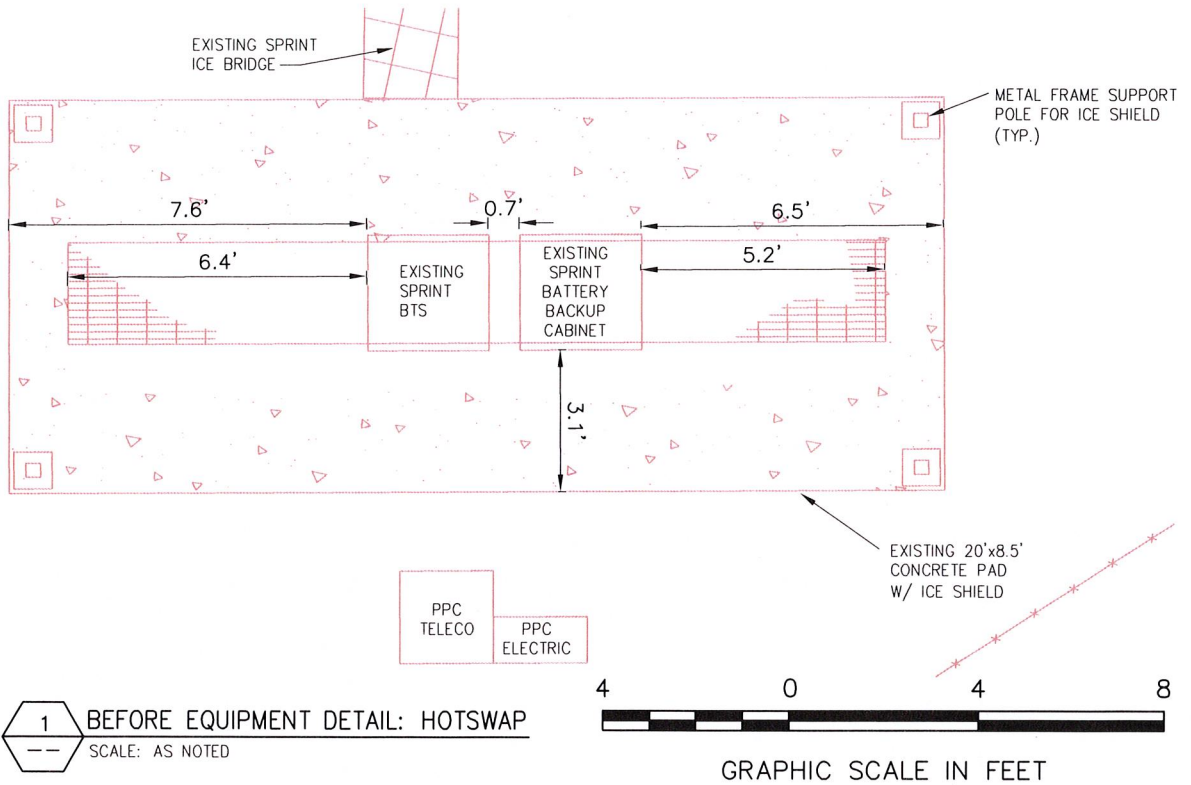 EXISTING SPRINT
ICE BRIDGE
METAL FRAME SUPPORT
POLE FOR ICE SHIELD
(TYP.)
7.6'
0.7'
6.5'
6.4'
EXISTING
SPRINT
BTS
EXISTING
SPRINT
BATTERY
BACKUP
CABINET
5.2'
3.1'
EXISTING 20'x8.5'
CONCRETE PAD
W/ ICE SHIELD
PPC
TELECO
PPC
ELECTRIC
1
--
BEFORE EQUIPMENT DETAIL: HOTSWAP
SCALE: AS NOTED
4 0 4 8
GRAPHIC SCALE IN FEET